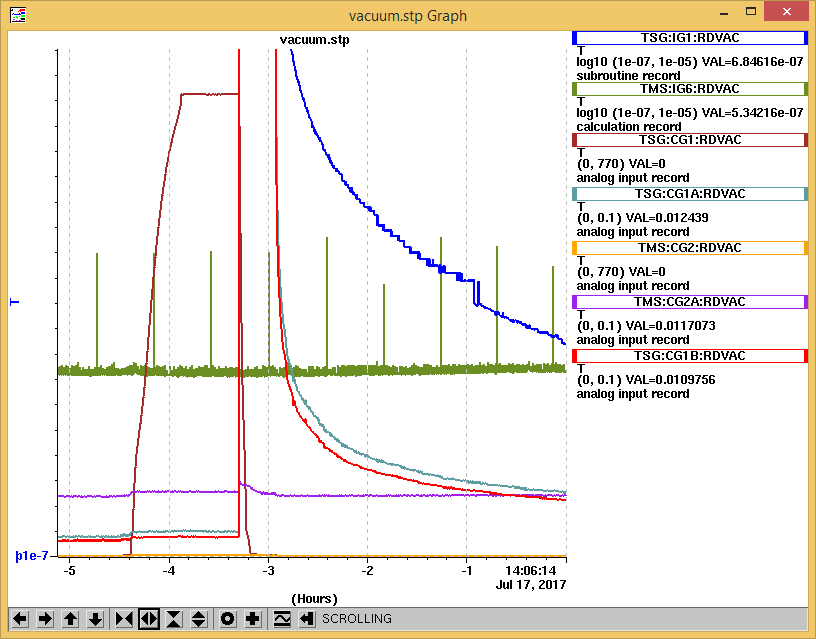 vacuum.stp Graph
vacuum.stp
TSG:IG1:RDVAC
T
log10 (1e-07, 1e-05) VAL=6.84616e-07
subroutine record
TMS:IG6:RDVAC
T
log10 (1e-07, 1e-05) VAL=5.34216e-07
calculation record
TSG:CG1:RDVAC
T
(0, 770) VAL=0
analog input record
TSG:CG1A:RDVAC
T
(0, 0.1) VAL=0.012439
analog input record
TMS:CG2:RDVAC
T
(0, 770) VAL=0
analog input record
TMS:CG2A:RDVAC
T
(0, 0.1) VAL=0.0117073
analog input record
TSG:CG1B:RDVAC
T
(0, 0.1) VAL=0.0109756
analog input record
T
1e-7
-5 -4 -3 -2 -1 14:06:14
Jul 17, 2017
(Hours)
SCROLLING